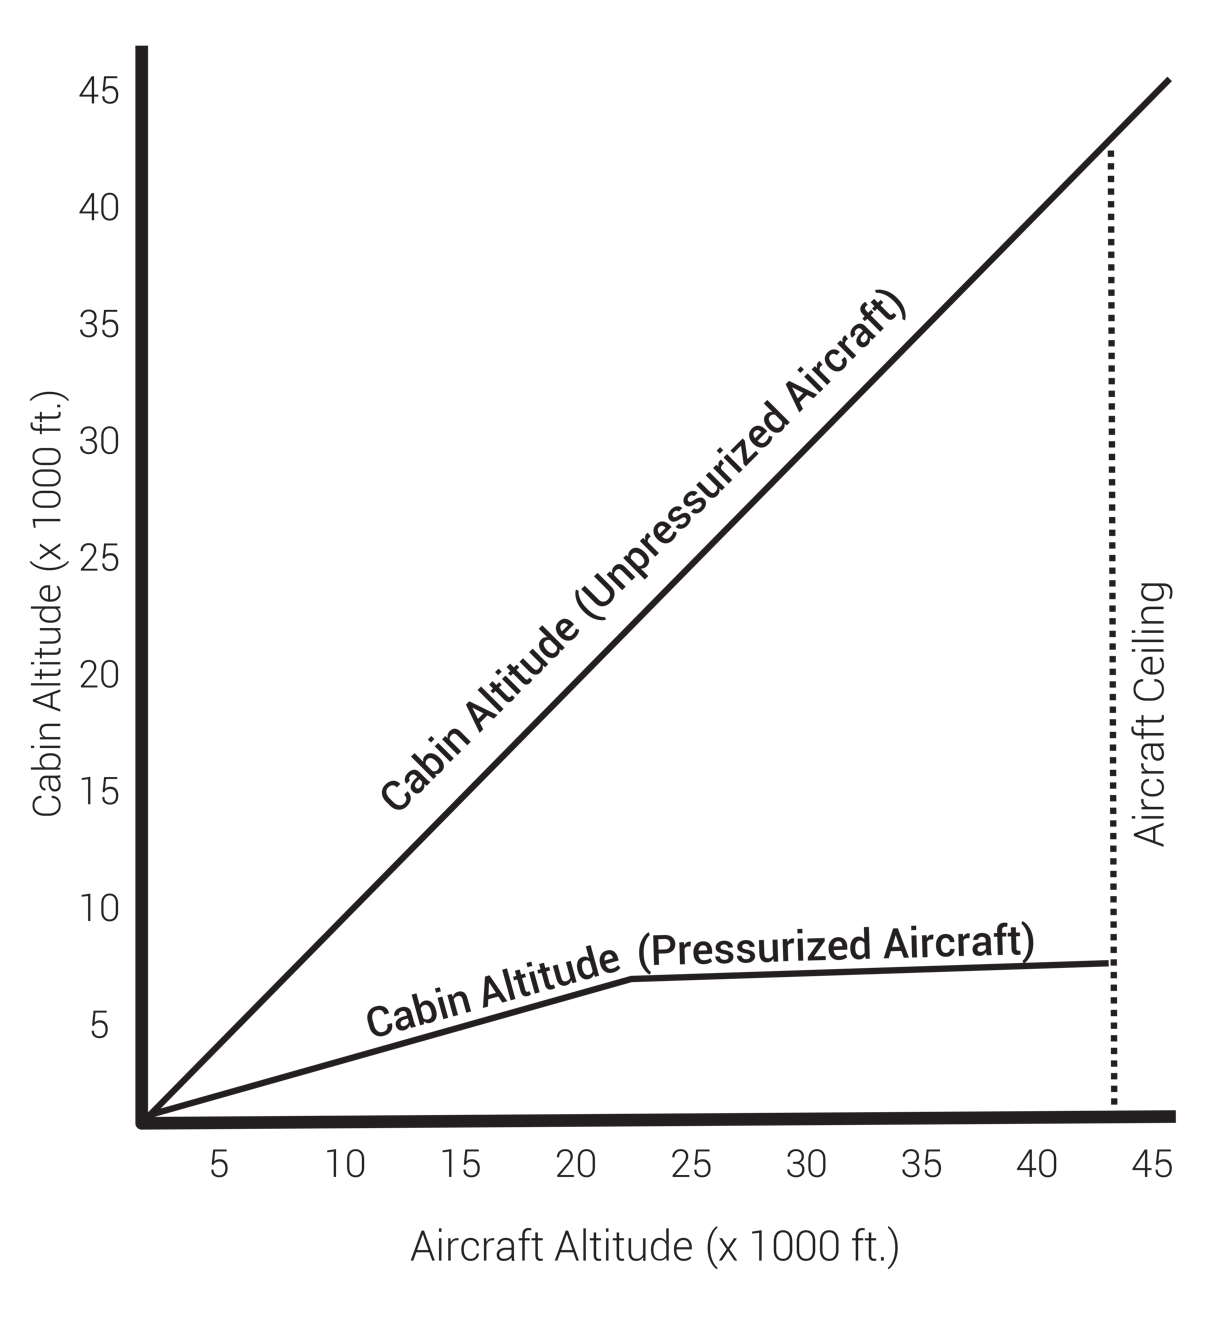 45
40
35
30
25
20
15
10
5
Cabin Altitude (x 1000 ft.)
Cabin Altitude (Unpressurized Aircraft)
Cabin Altitude (Pressurized Aircraft)
Aircraft Ceiling
5 10 15 20 25 30 35 40 45
Aircraft Altitude (x 1000 ft.)